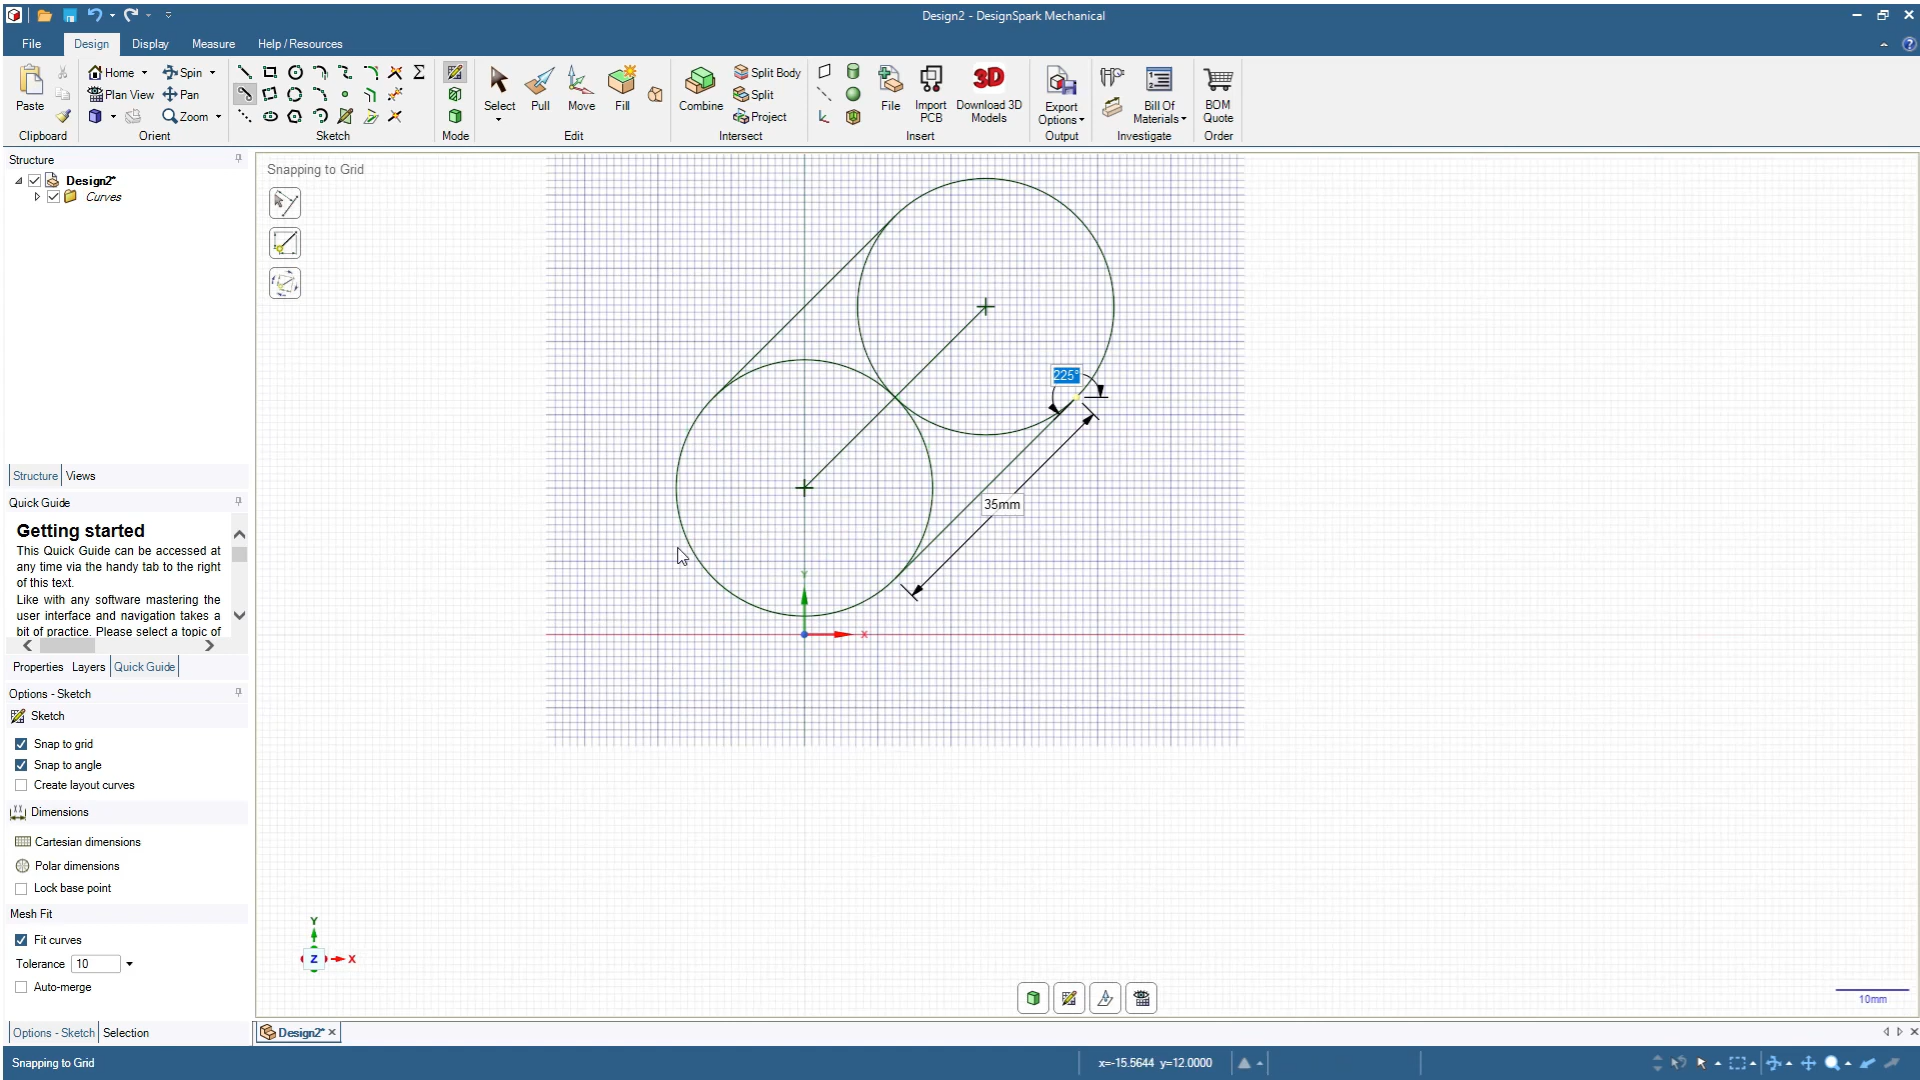 Design2 - DesignSpark Mechanical
File Design Display Measure Help / Resources
Paste
Home
Plan View
Spin
Pan
Zoom
Select
Pull
Move
Fill
Combine
Split Body
Split
Project
File
Import
PCB
3D
Download 3D
Models
Export
Options
Bill Of
Materials
BOM
Quote
Clipboard Orient Sketch Mode Edit Intersect Insert Output Investigate Order
Structure
Design2*
Curves
Structure Views
Quick Guide
Getting started
This Quick Guide can be accessed at
any time via the handy tab to the right
of this text.
Like with any software mastering the
user interface and navigation takes a
bit of practice. Please select a topic of
Properties Layers Quick Guide
Options - Sketch
Sketch
Snap to grid
Snap to angle
Create layout curves
Dimensions
Cartesian dimensions
Polar dimensions
Lock base point
Mesh Fit
Fit curves
Tolerance 10
Auto-merge
Options - Sketch Selection
Snapping to Grid
225°
35mm
Y
X
Y
Z X
10mm
Design2*
Snapping to Grid
x=-15.5644 y=12.0000